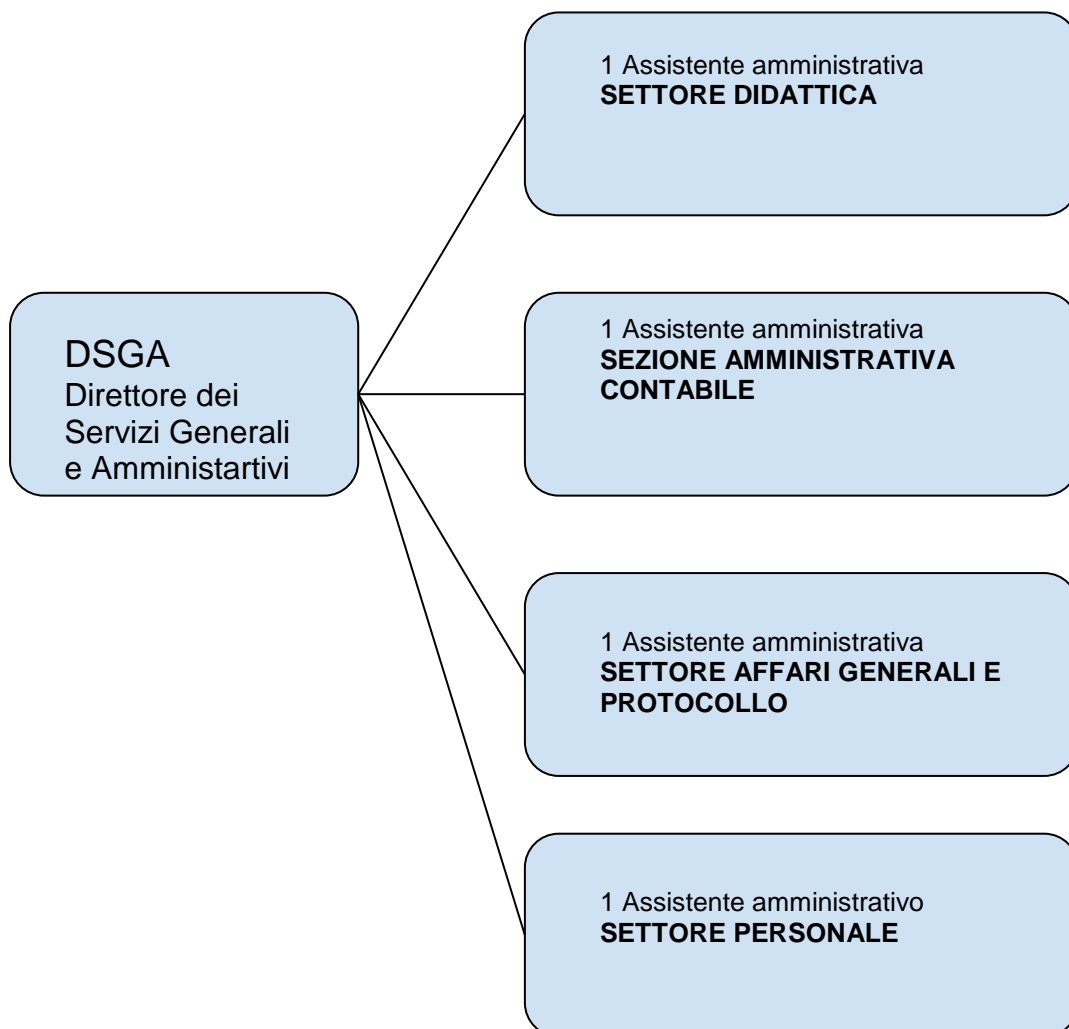 1 Assistente amministrativa
SETTORE DIDATTICA
DSGA
Direttore dei
Servizi Generali
e Amministartivi
1 Assistente amministrativa
SEZIONE AMMINISTRATIVA
CONTABILE
1 Assistente amministrativa
SETTORE AFFARI GENERALI E
PROTOCOLLO
1 Assistente amministrativo
SETTORE PERSONALE